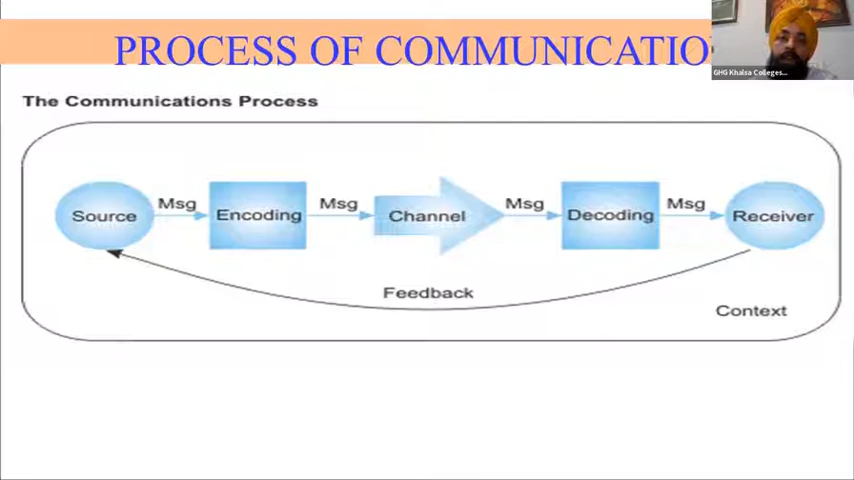 PROCESS OF COMMUNICATIO
GHG Khalsa Colleges...
The Communications Process
Source
Msg
Encoding
Msg
Channel
Msg
Decoding
Msg
Receiver
Feedback
Context